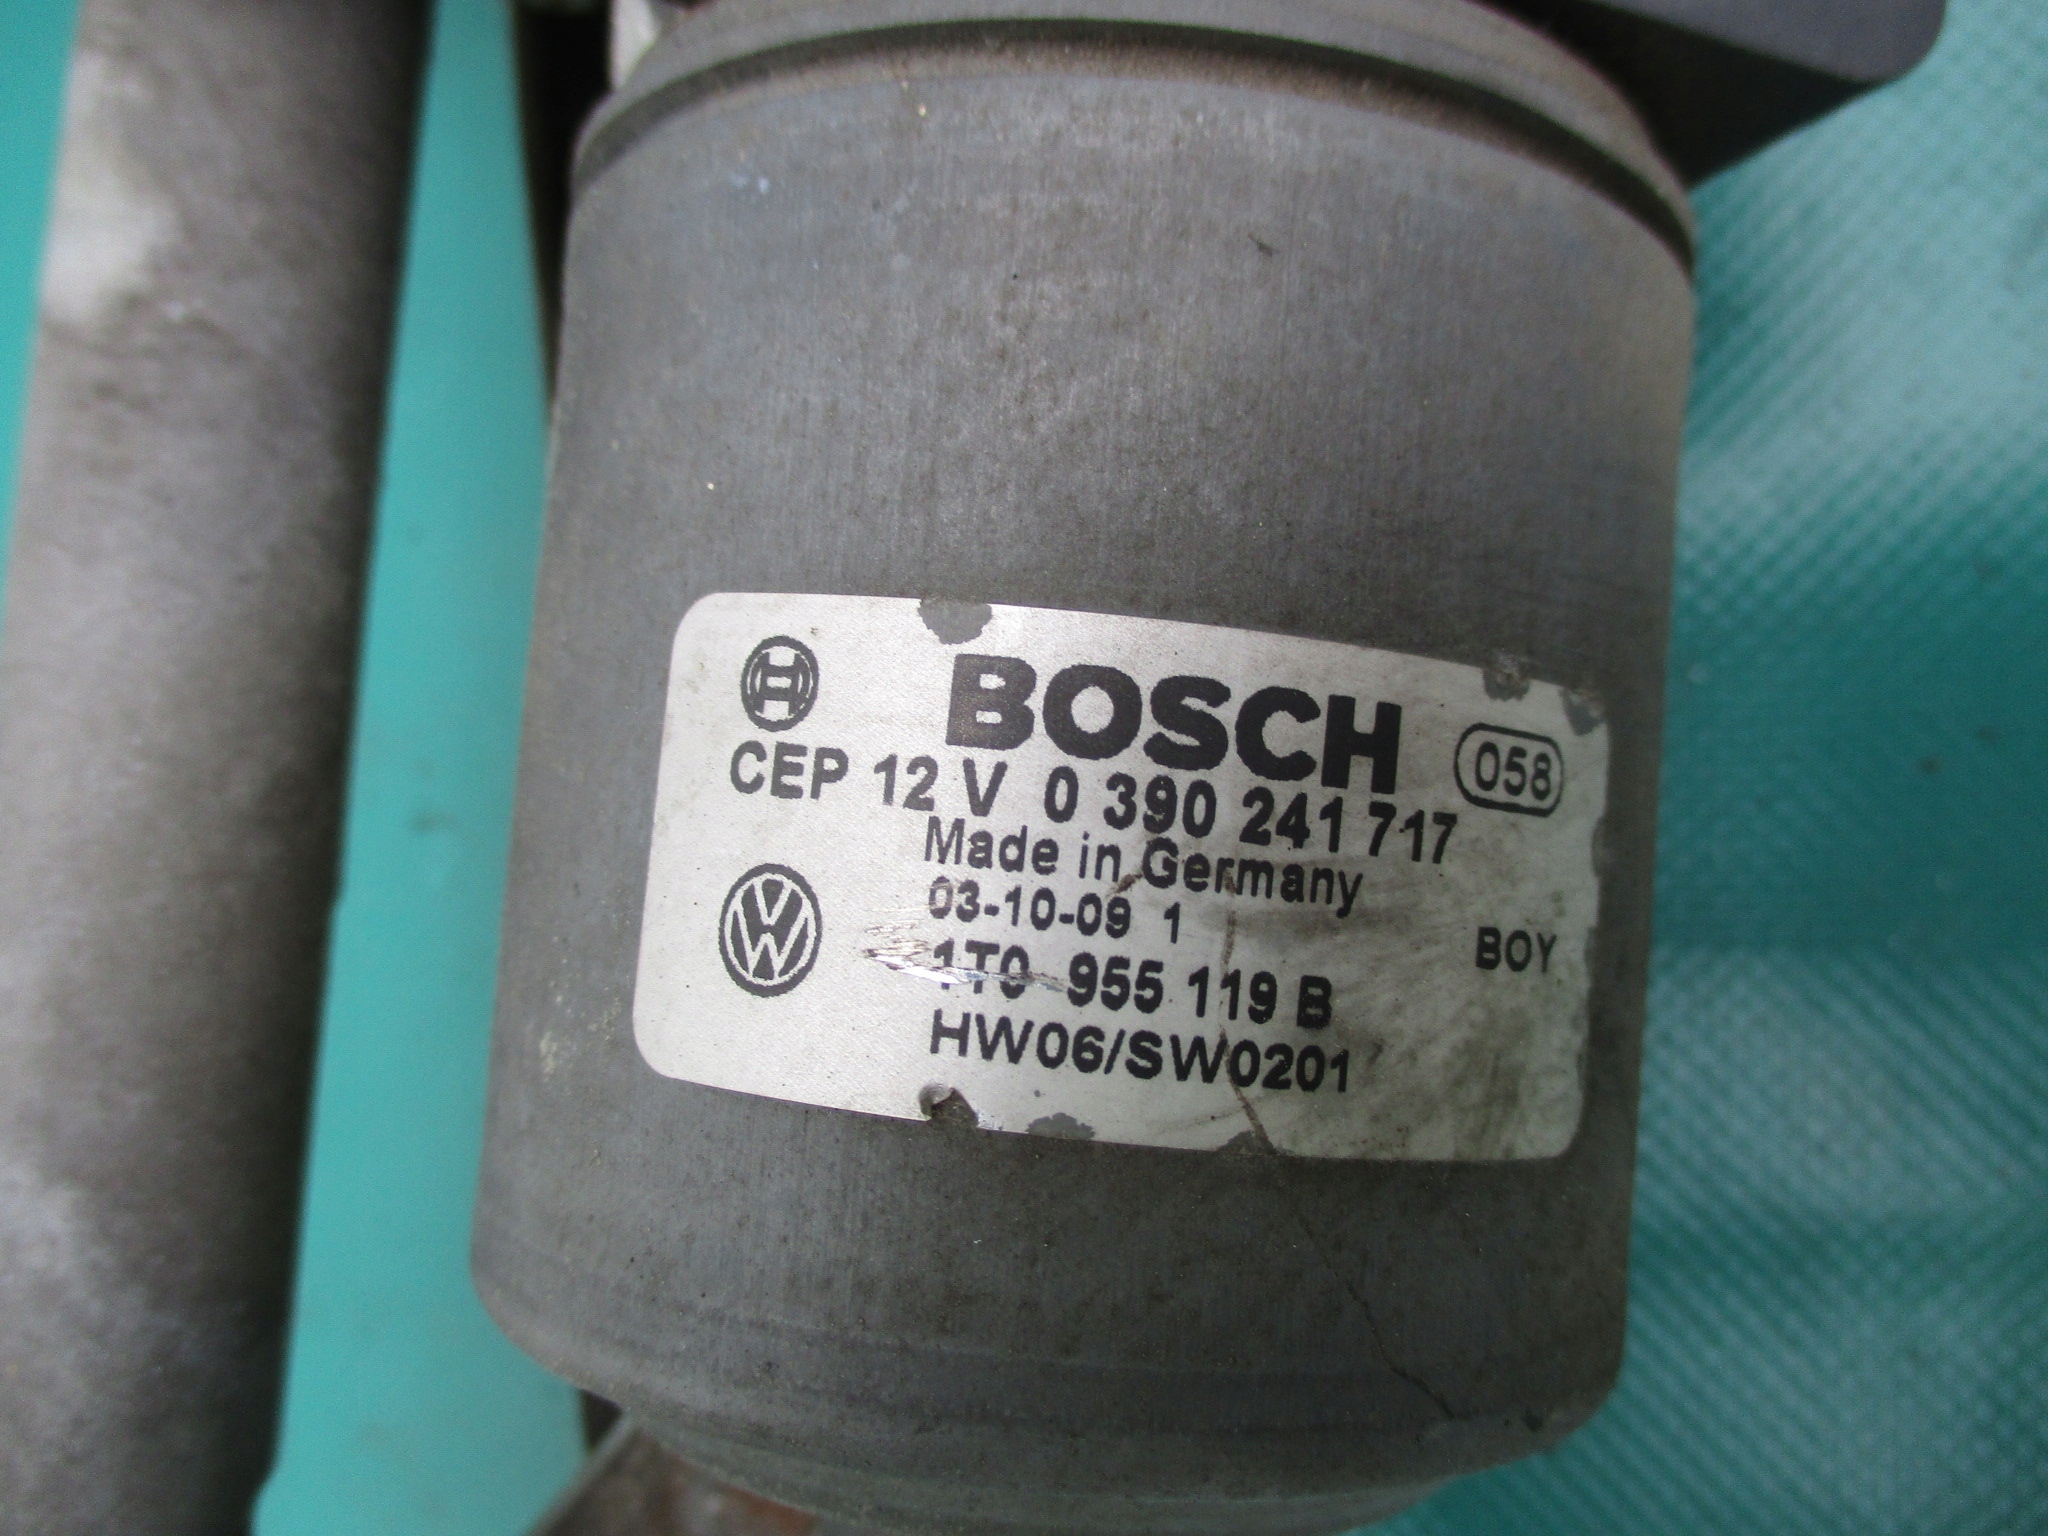 BOSCH 058
CEP 12 V 0 390 241 717
Made in Germany
03-10-09 1
BOY
1T0 955 119 B
HW06/SW0201